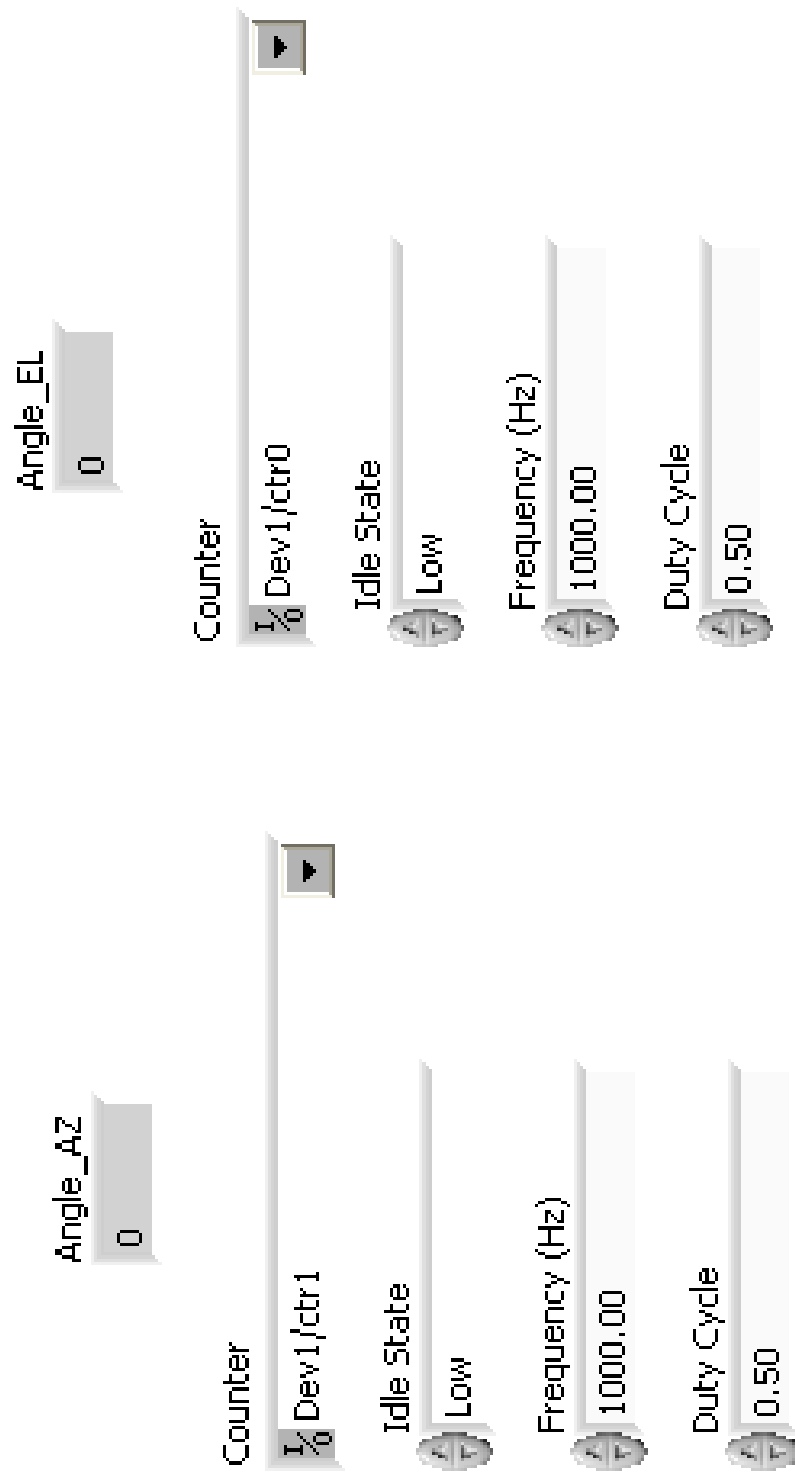 Angle_AZ
0
Counter
I/O Dev1/ctr1
Idle State
Low
Frequency (Hz)
1000.00
Duty Cycle
0.50
Angle_EL
0
Counter
I/O Dev1/ctr0
Idle State
Low
Frequency (Hz)
1000.00
Duty Cycle
0.50